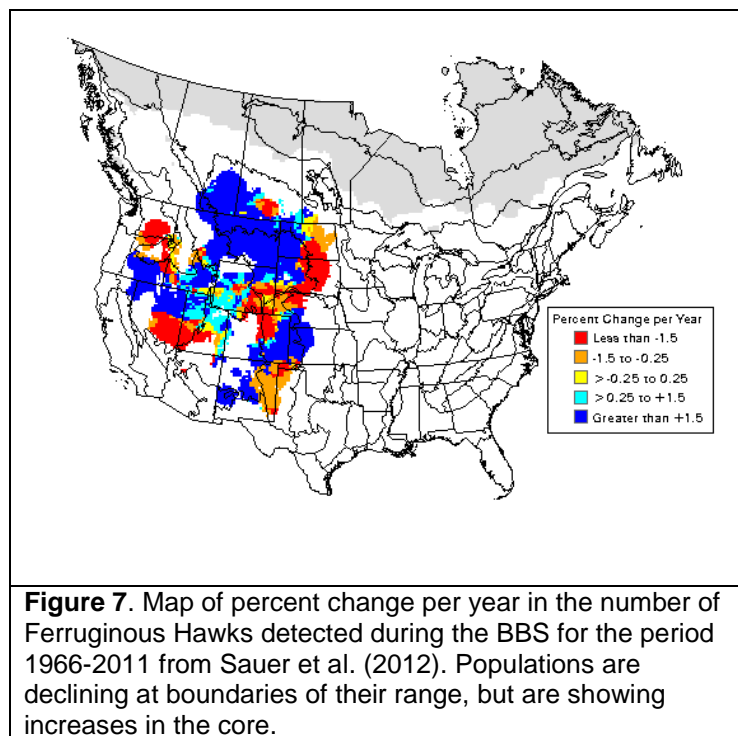 Percent Change per Year
Less than -1.5
-1.5 to -0.25
>-0.25 to 0.25
>0.25 to +1.5
Greater than +1.5
Figure 7. Map of percent change per year in the number of
Ferruginous Hawks detected during the BBS for the period
1966-2011 from Sauer et al. (2012). Populations are
declining at boundaries of their range, but are showing
increases in the core.